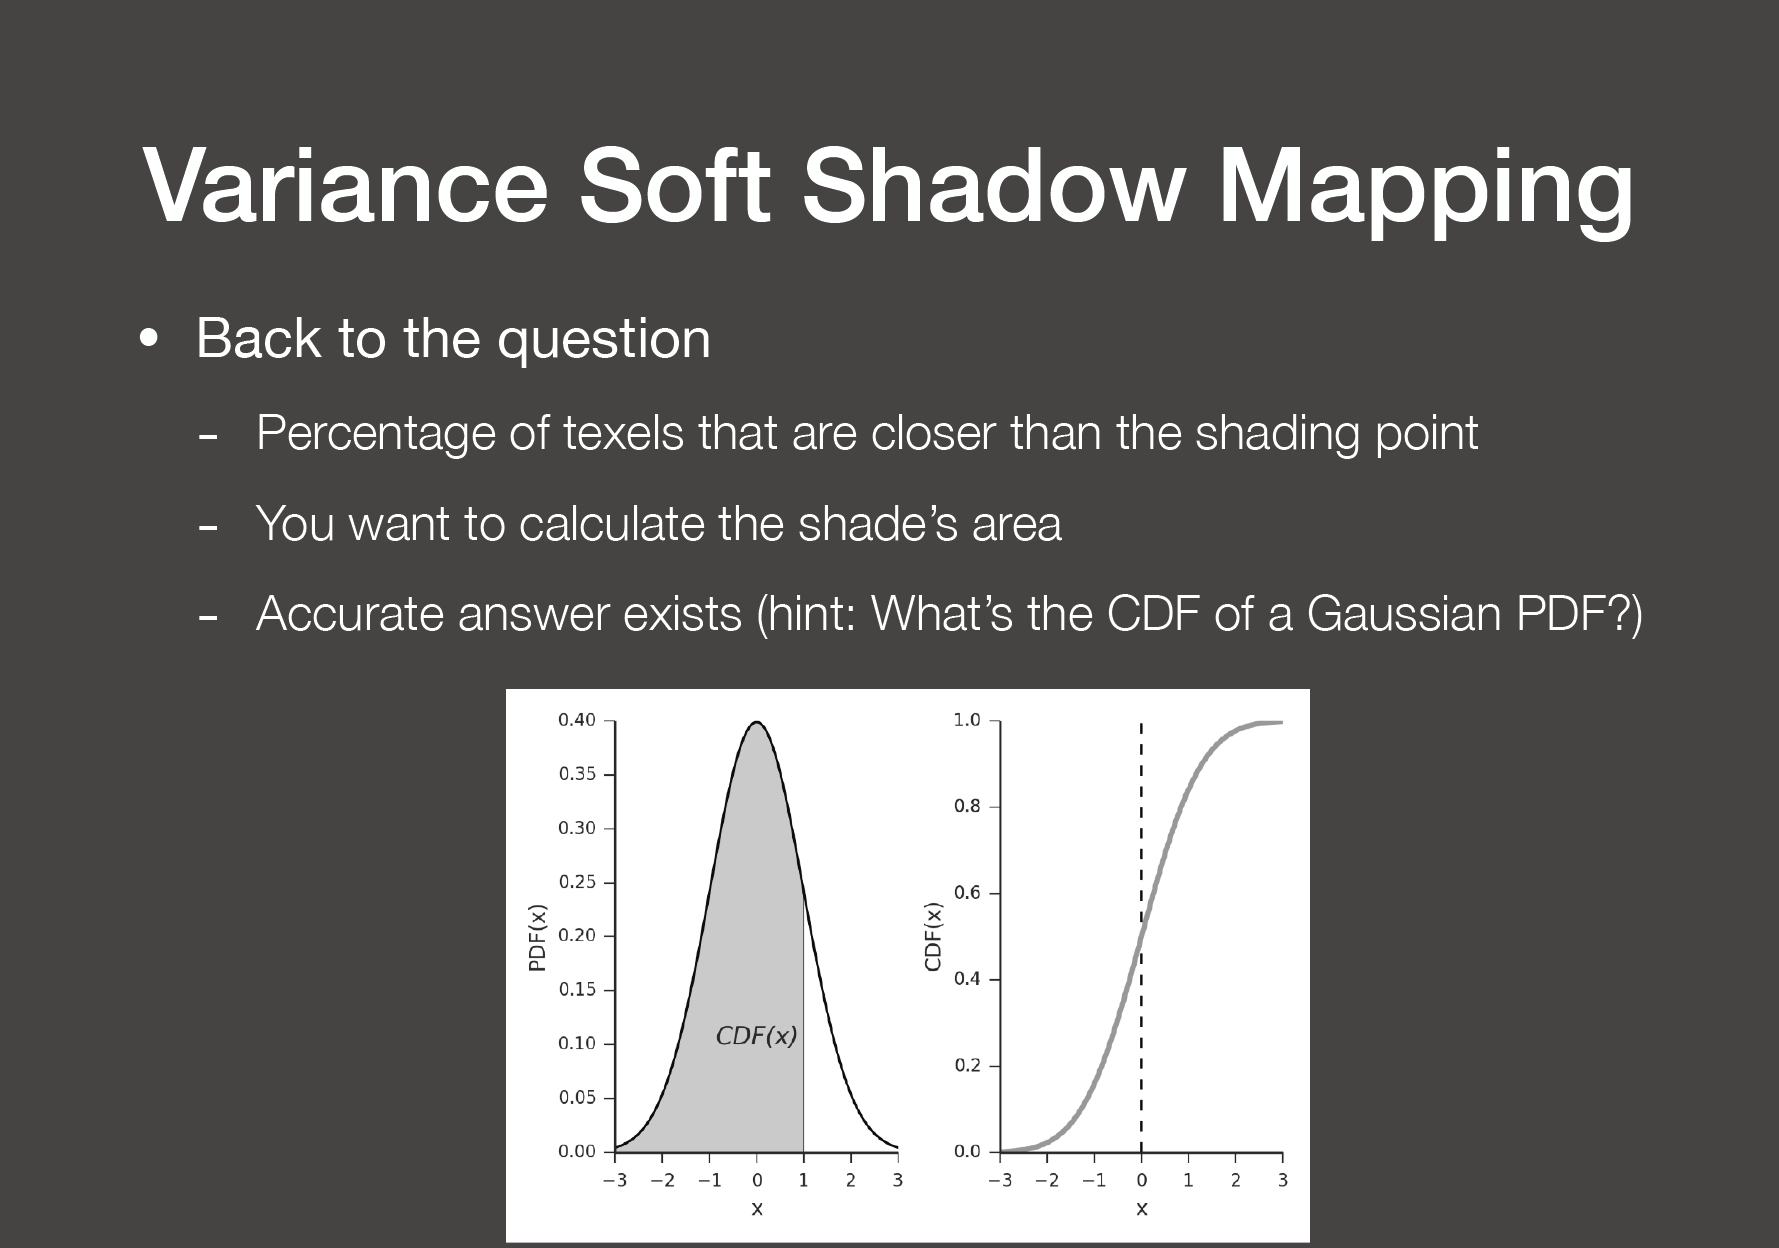 Variance Soft Shadow Mapping
• Back to the question
- Percentage of texels that are closer than the shading point
- You want to calculate the shade’s area
- Accurate answer exists (hint: What’s the CDF of a Gaussian PDF?)
0.40
0.35
0.30
0.25
0.20
0.15
0.10
0.05
0.00
PDF(x)
CDF(x)
−3 −2 −1 0 1 2 3
x
1.0
0.8
0.6
0.4
0.2
0.0
CDF(x)
−3 −2 −1 0 1 2 3
x